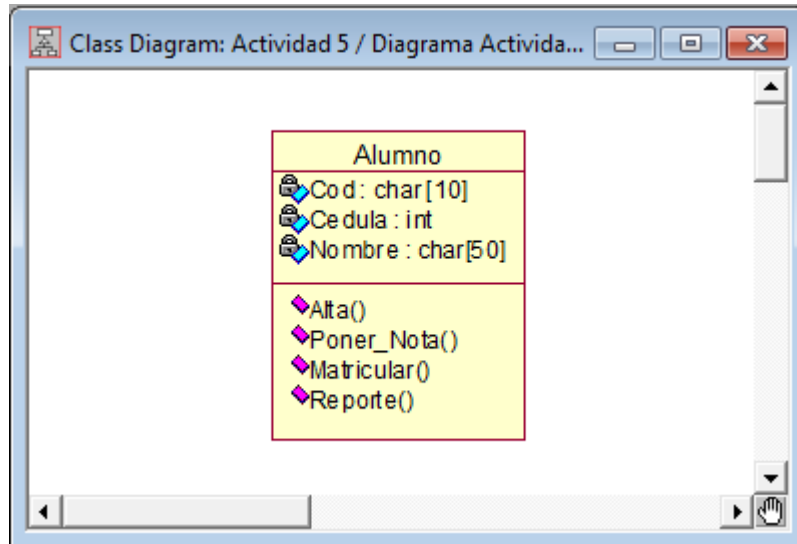 Class Diagram: Actividad 5 / Diagrama Activida...
Alumno
Cod : char[10]
Cedula : int
Nombre : char[50]
Alta()
Poner_Nota()
Matricular()
Reporte()